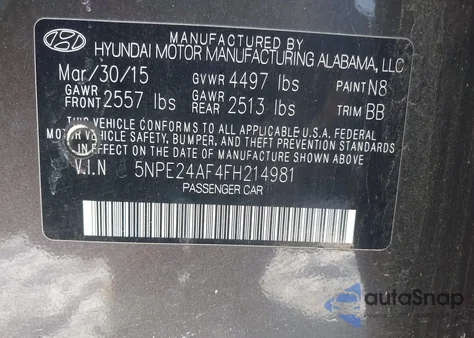 MANUFACTURED BY
HYUNDAI MOTOR MANUFACTURING ALABAMA, LLC
Mar/30/15 GVWR 4497 lbs PAINT N8
GAWR FRONT 2557 lbs GAWR REAR 2513 lbs TRIM BB
THIS VEHICLE CONFORMS TO ALL APPLICABLE U.S.A. FEDERAL
MOTOR VEHICLE SAFETY, BUMPER, AND THEFT PREVENTION STANDARDS
IN EFFECT ON THE DATE OF MANUFACTURE SHOWN ABOVE.
V.I.N 5NPE24AF4FH214981
PASSENGER CAR
autoSnap